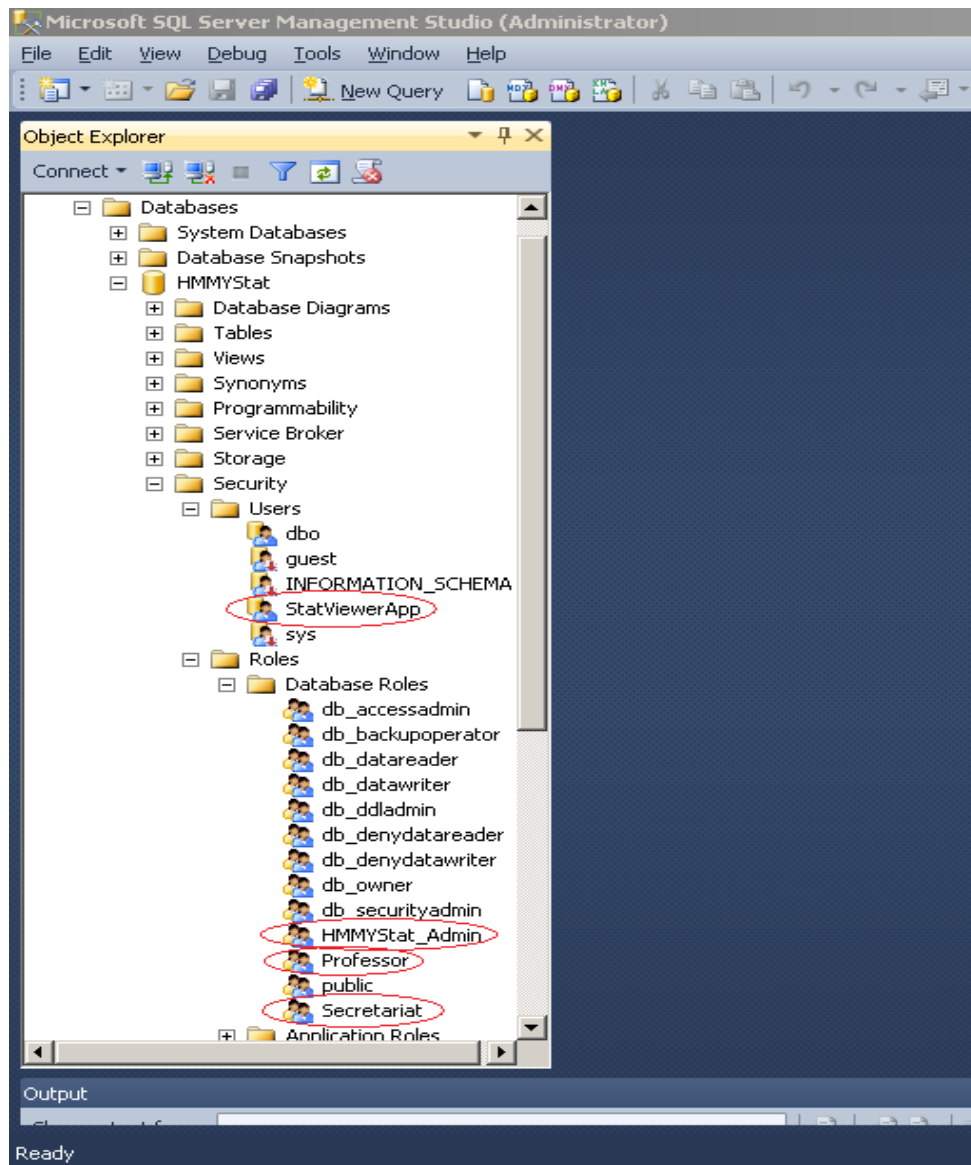 Microsoft SQL Server Management Studio (Administrator)
File Edit View Debug Tools Window Help
New Query
Object Explorer
Connect
Databases
System Databases
Database Snapshots
HMMYStat
Database Diagrams
Tables
Views
Synonyms
Programmability
Service Broker
Storage
Security
Users
dbo
guest
INFORMATION_SCHEMA
StatViewerApp
sys
Roles
Database Roles
db_accessadmin
db_backupoperator
db_datareader
db_datawriter
db_ddladmin
db_denydatareader
db_denydatawriter
db_owner
db_securityadmin
HMMYStat_Admin
Professor
public
Secretariat
Application Roles
Output
Ready